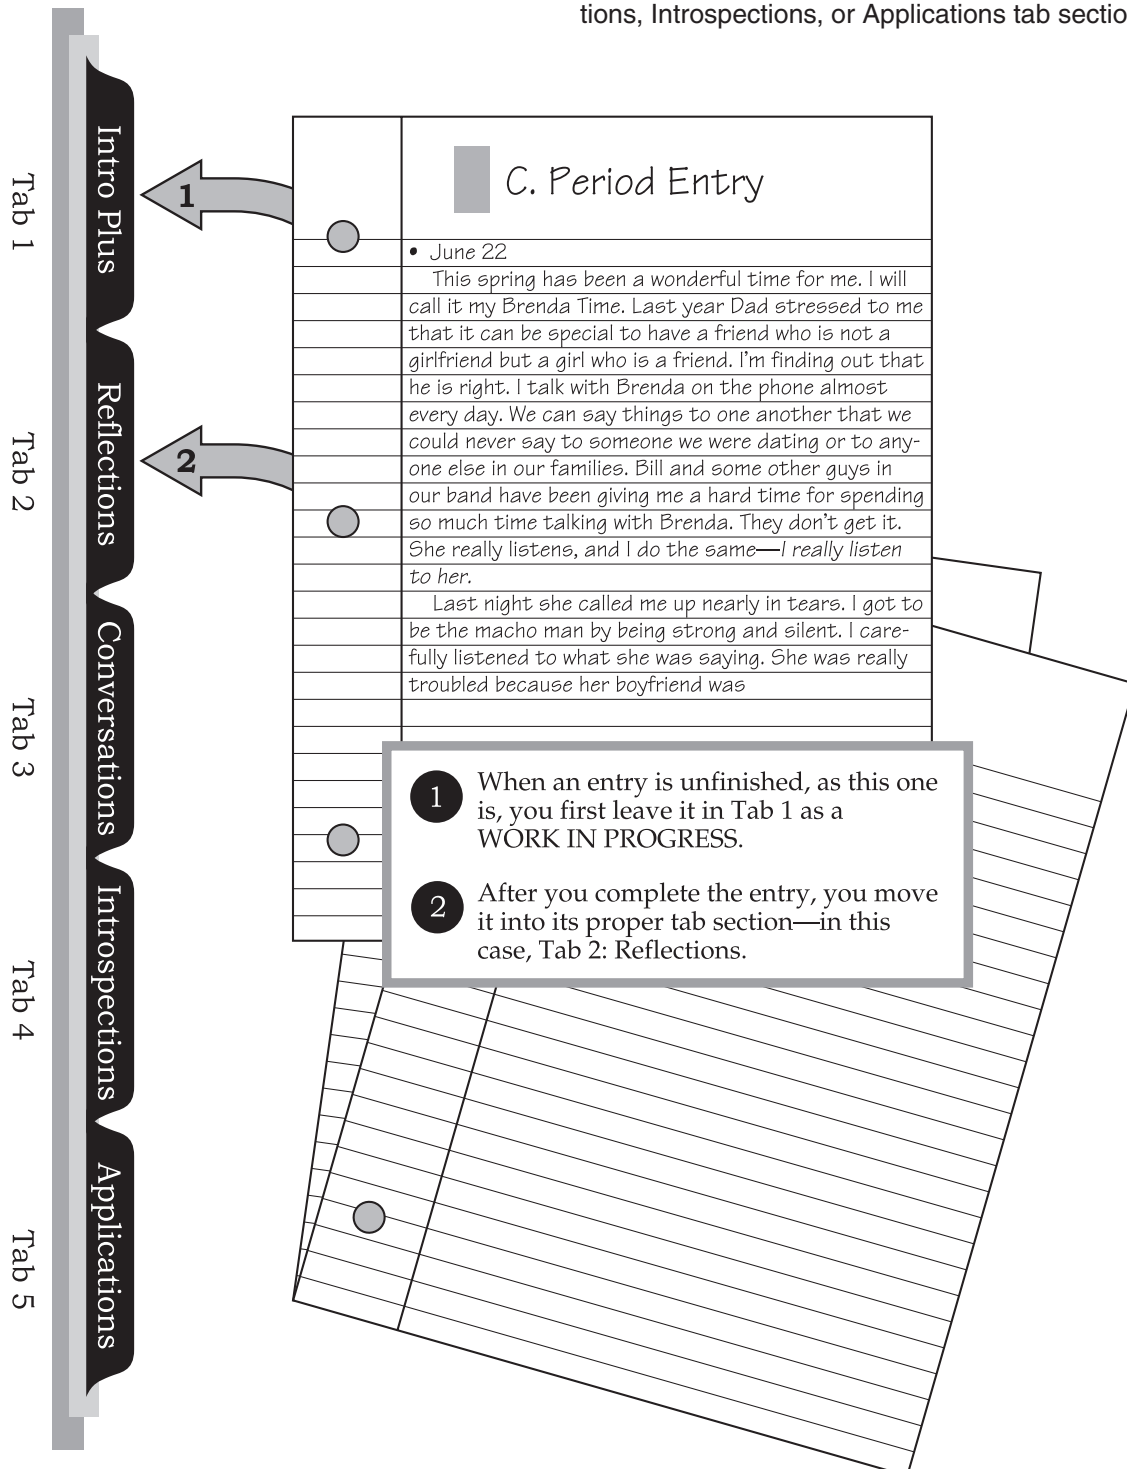 tions, Introspections, or Applications tab sectio
Tab 1
Intro Plus
Tab 2
Reflections
Tab 3
Conversations
Tab 4
Introspections
Tab 5
Applications
1
2
C. Period Entry
• June 22
This spring has been a wonderful time for me. I will
call it my Brenda Time. Last year Dad stressed to me
that it can be special to have a friend who is not a
girlfriend but a girl who is a friend. I'm finding out that
he is right. I talk with Brenda on the phone almost
every day. We can say things to one another that we
could never say to someone we were dating or to any-
one else in our families. Bill and some other guys in
our band have been giving me a hard time for spending
so much time talking with Brenda. They don't get it.
She really listens, and I do the same—I really listen
to her.
Last night she called me up nearly in tears. I got to
be the macho man by being strong and silent. I care-
fully listened to what she was saying. She was really
troubled because her boyfriend was
1 When an entry is unfinished, as this one
is, you first leave it in Tab 1 as a
WORK IN PROGRESS.
2 After you complete the entry, you move
it into its proper tab section—in this
case, Tab 2: Reflections.